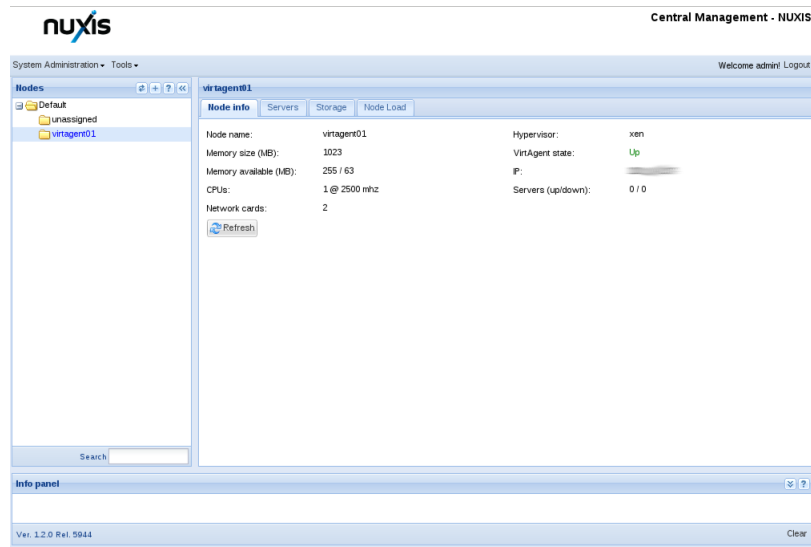 nuxis
Central Management - NUXIS
System Administration Tools
Welcome admin! Logout
Nodes
Default
unassigned
virtagent01
Search
virtagent01
Node info Servers Storage Node Load
Node name: virtagent01 Hypervisor: xen
Memory size (MB): 1023 VirtAgent state: Up
Memory available (MB): 255 / 63 IP:
CPUs: 1 @ 2500 mhz Servers (up/down): 0 / 0
Network cards: 2
Refresh
Info panel
Ver. 1.2.0 Rel. 5944
Clear